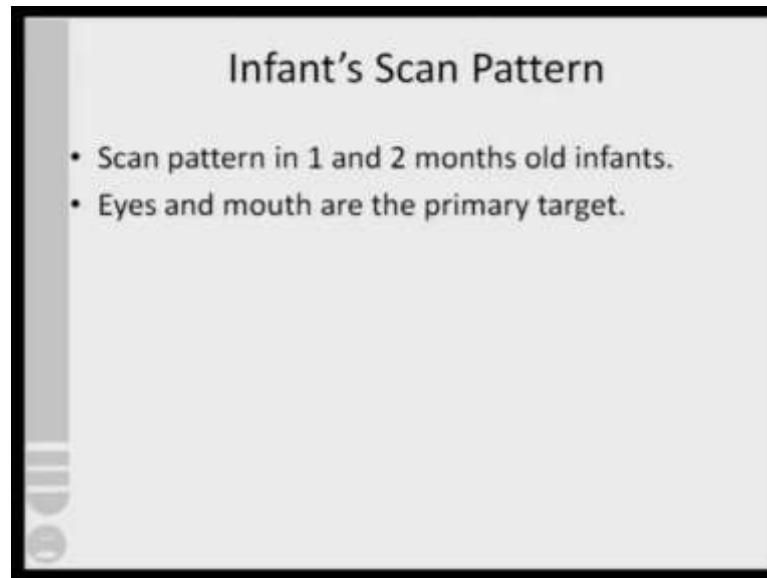 Infant's Scan Pattern
• Scan pattern in 1 and 2 months old infants.
• Eyes and mouth are the primary target.